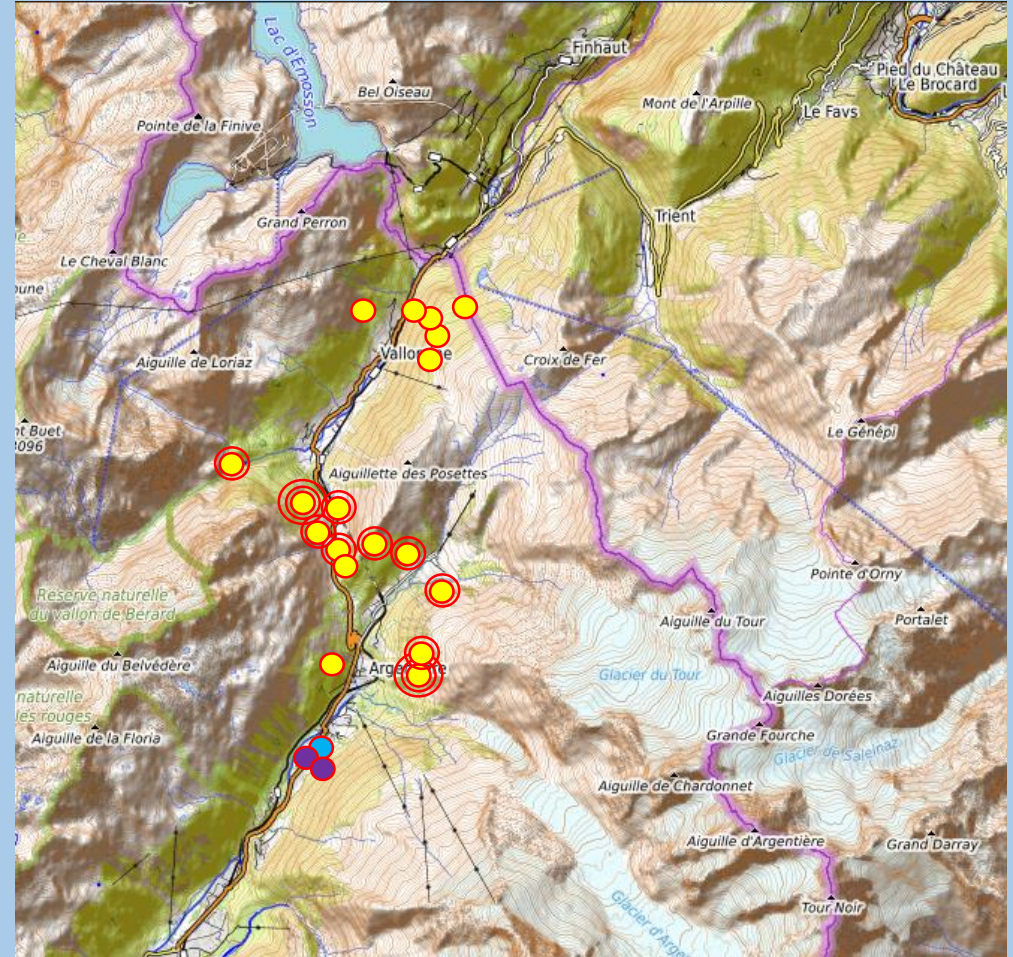 Finhaut
Lac d'Emosson
Bel Oiseau
Pied du Château
Le Brocard
Mont de l'Arpille
Le Favs
Pointe de la Finive
Trient
Grand Perron
Le Cheval Blanc
Croix de Fer
Aiguille de Loriaz
Le Génépi
nt Buet
3096
Aiguillette des Posettes
Pointe d'Orny
Réserve naturelle
du vallon de Bérard
Aiguille du Tour
Portalet
Aiguille du Belvédère
Glacier du Tour
naturelle
les rouges
Aiguilles Dorées
Aiguille de la Floria
Grande Fourche
Glacier de Saleinaz
Aiguille de Chardonnet
Aiguille d'Argentière
Grand Darray
Tour Noir
Glacier d'Arge